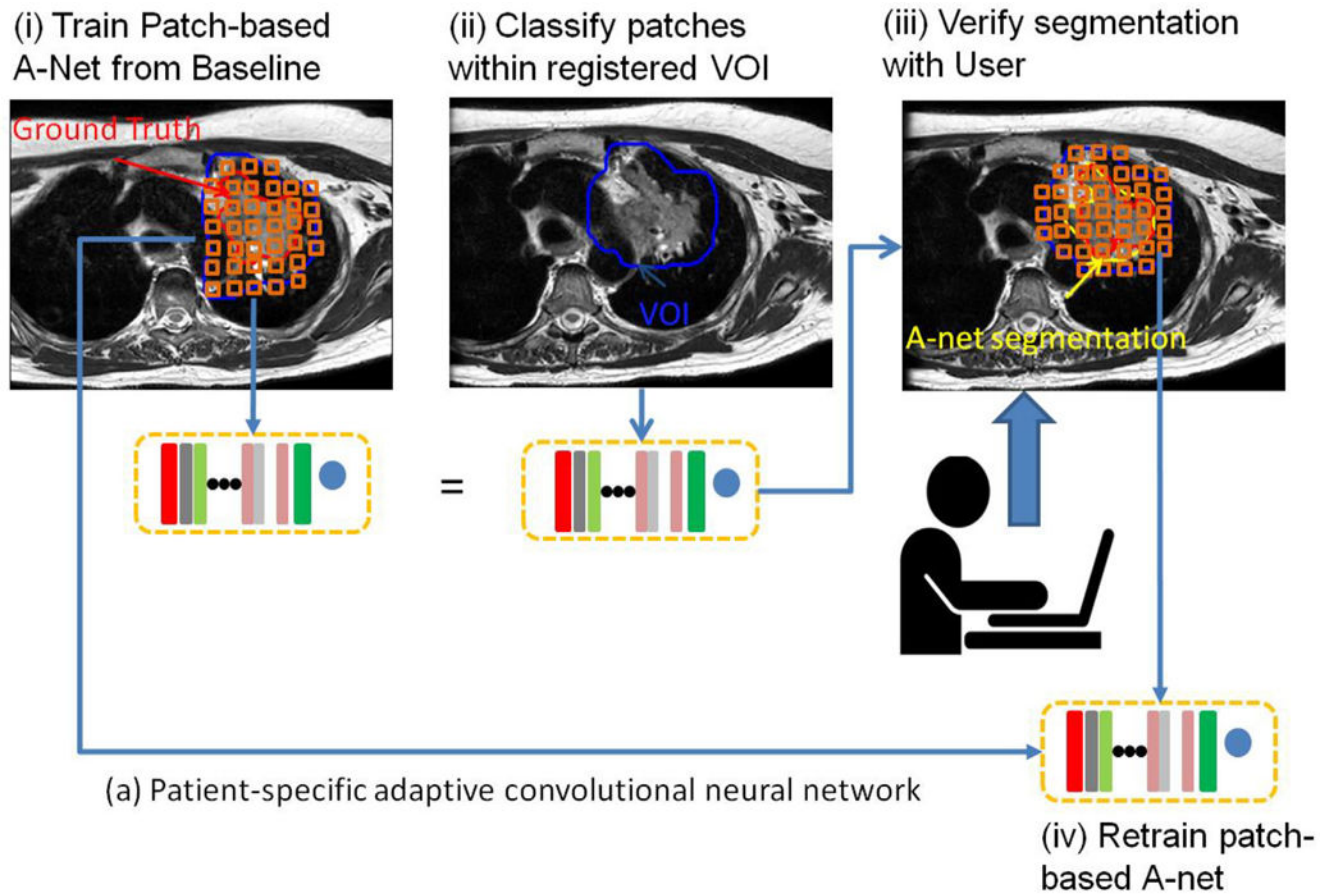 (i) Train Patch-based
A-Net from Baseline
(ii) Classify patches
within registered VOI
(iii) Verify segmentation
with User
Ground Truth
VOI
A-net segmentation
=
(a) Patient-specific adaptive convolutional neural network
(iv) Retrain patch-
based A-net